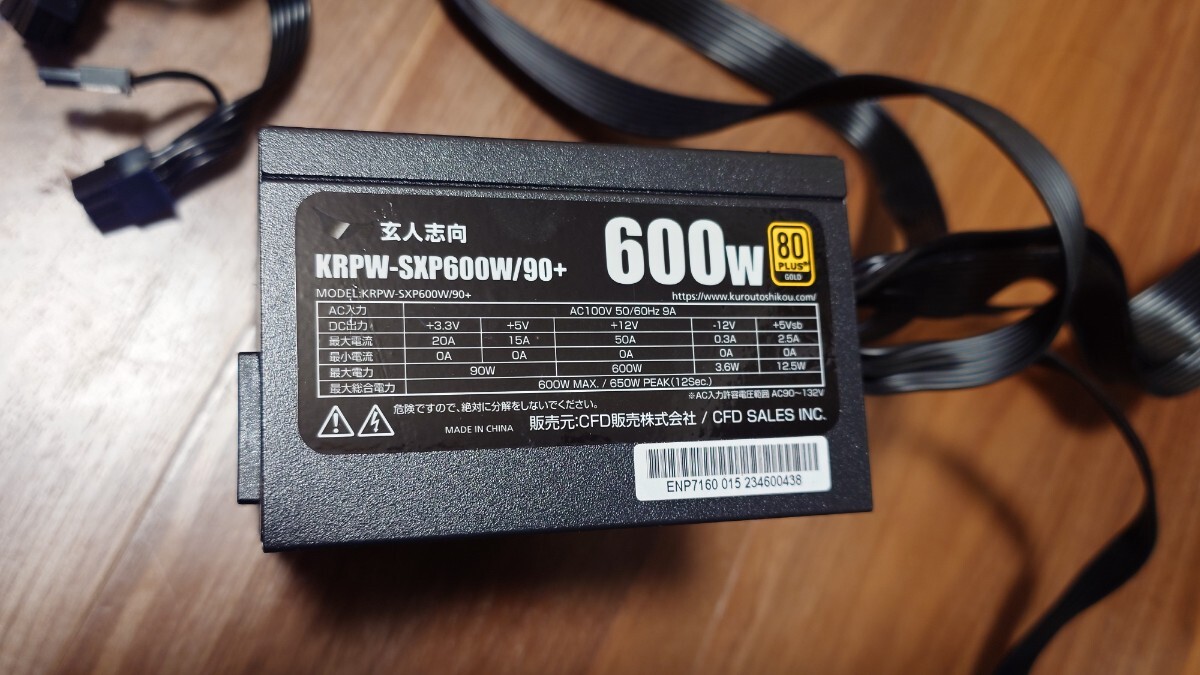 玄人志向
KRPW-SXP600W/90+
600W
80
PLUS
GOLD
MODEL:KRPW-SXP600W/90+
https://www.kuroutoshikou.com/
AC入力 AC100V 50/60Hz 9A
DC出力 +3.3V +5V +12V -12V +5Vsb
最大電流 20A 15A 50A 0.3A 2.5A
最小電流 0A 0A 0A 0A 0A
最大電力 90W 600W 3.6W 12.5W
最大総合電力 600W MAX. / 650W PEAK(12Sec.)
※AC入力許容電圧範囲 AC90~132V
危険ですので、絶対に分解をしないでください。
MADE IN CHINA 販売元:CFD販売株式会社 / CFD SALES INC.
ENP7160 015 234600438